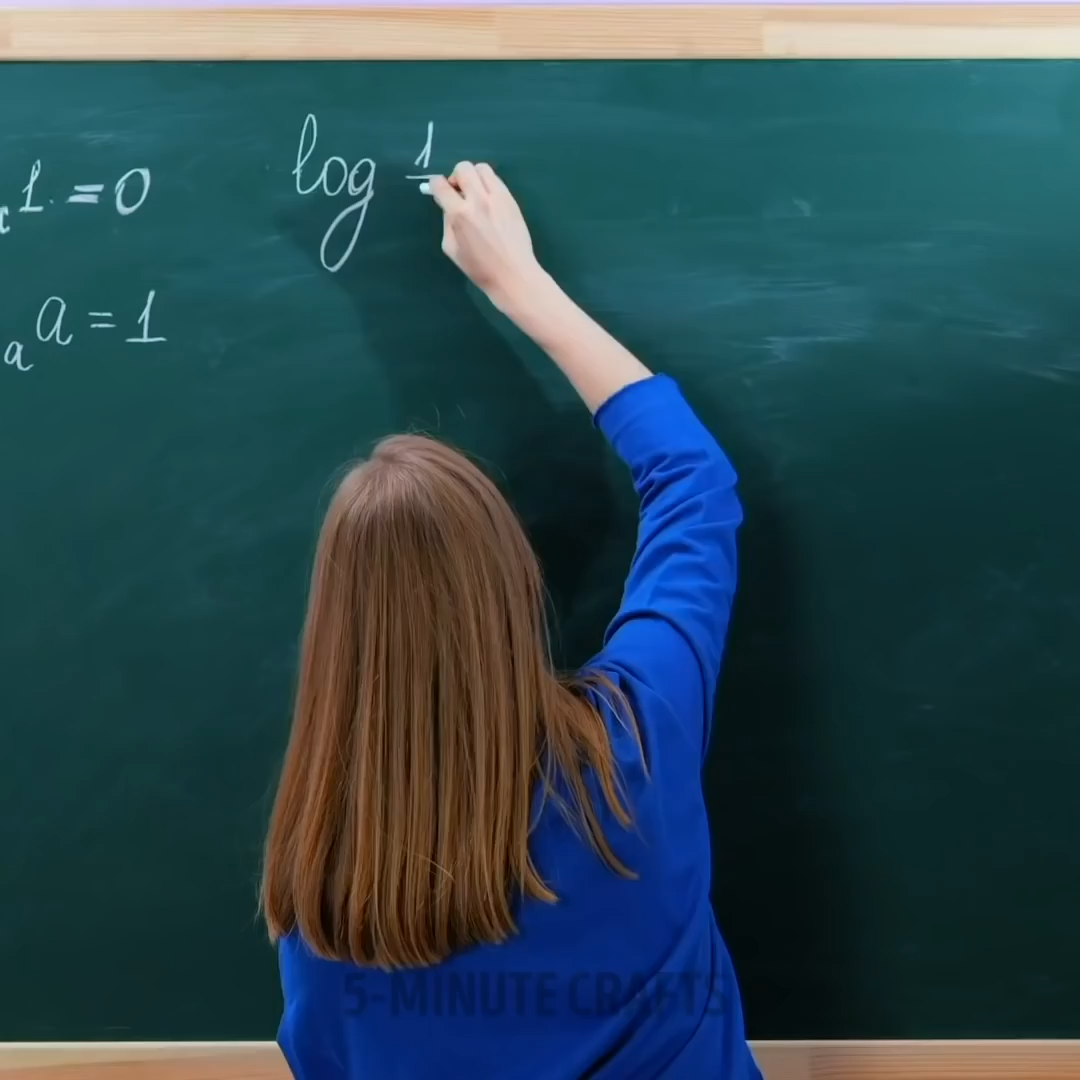 1. = 0
a a = 1
log 1
5-MINUTE CRAFTS